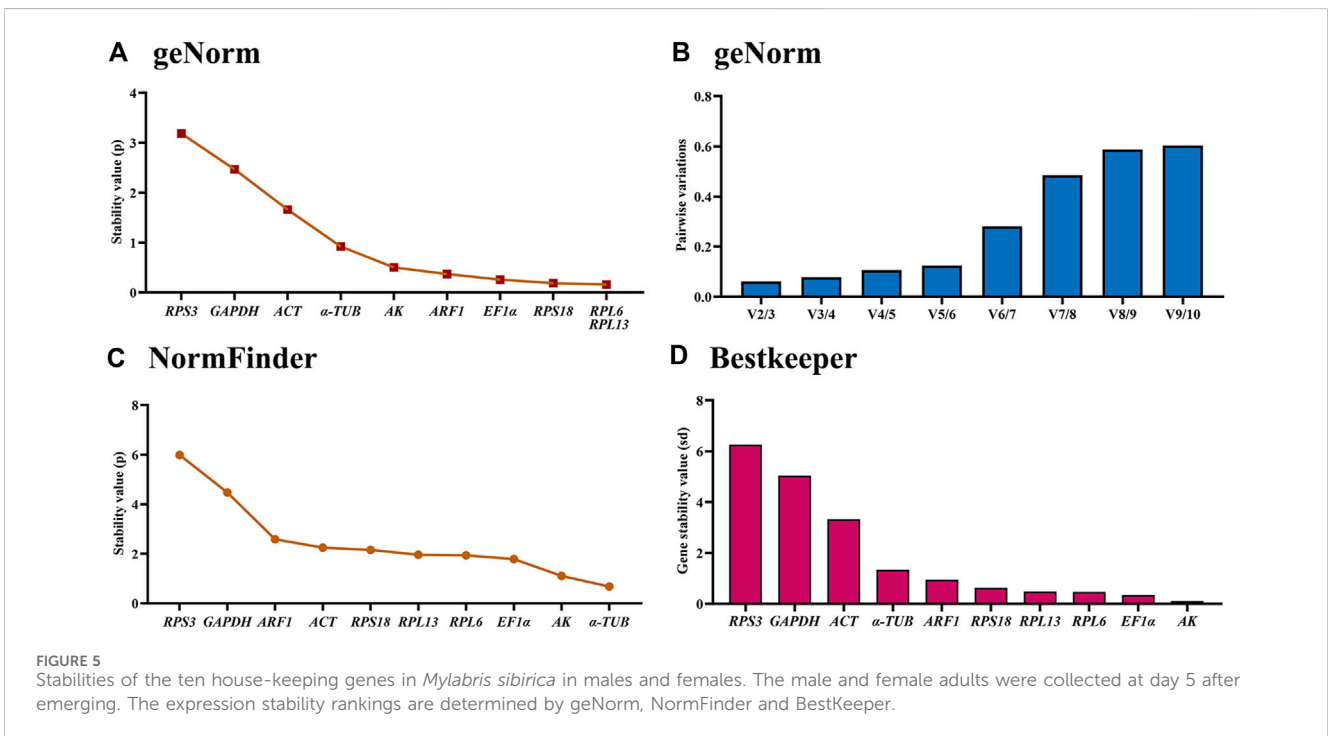 A geNorm
Stability value (p)
4
3
2
1
0
RPS3 GAPDH ACT α-TUB AK ARF1 EF1α RPS18 RPL6
RPL13
B geNorm
Pairwise variations
0.8
0.6
0.4
0.2
0.0
V2/3 V3/4 V4/5 V5/6 V6/7 V7/8 V8/9 V9/10
C NormFinder
Stability value (p)
8
6
4
2
0
RPS3 GAPDH ARF1 ACT RPS18 RPL13 RPL6 EF1α AK α-TUB
D Bestkeeper
Gene stability value (sd)
8
6
4
2
0
RPS3 GAPDH ACT α-TUB ARF1 RPS18 RPL13 RPL6 EF1α AK
FIGURE 5
Stabilities of the ten house-keeping genes in Mylabris sibirica in males and females. The male and female adults were collected at day 5 after
emerging. The expression stability rankings are determined by geNorm, NormFinder and BestKeeper.